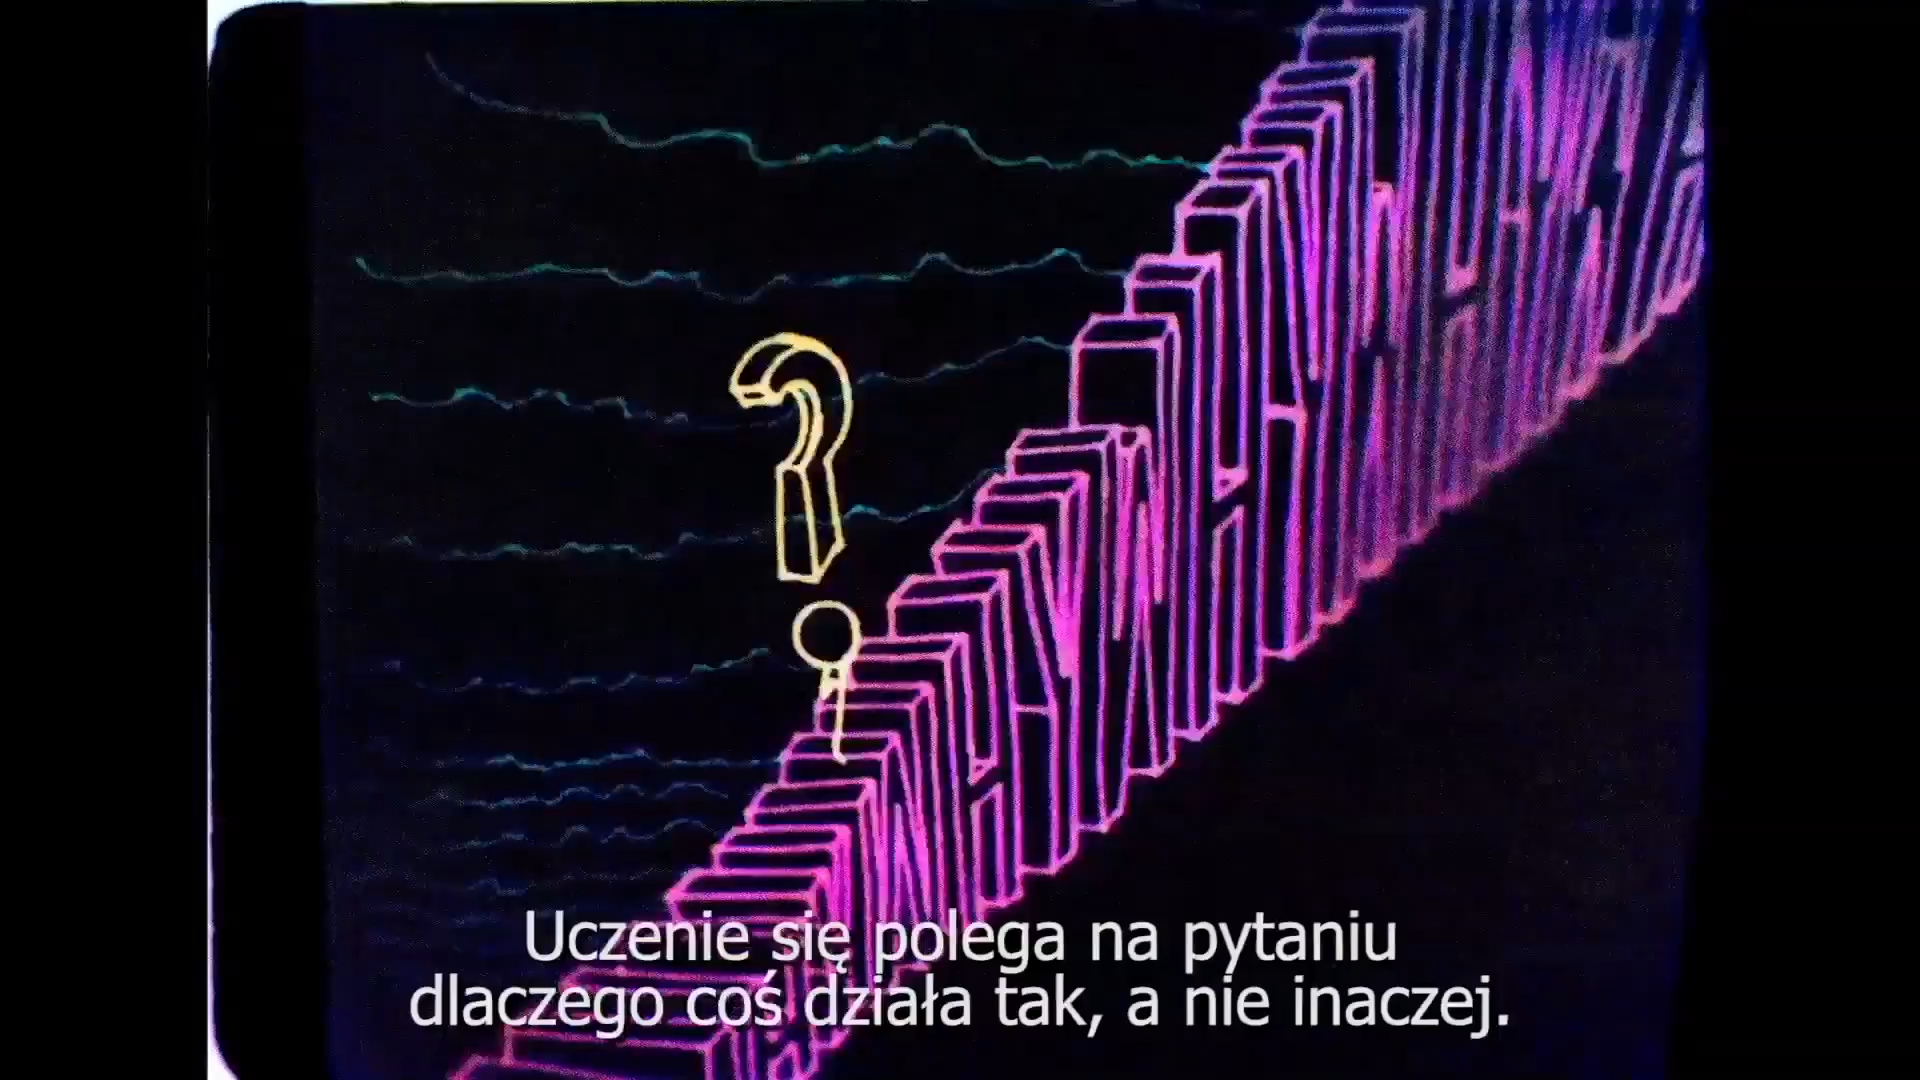 Uczenie się polega na pytaniu
dlaczego coś działa tak, a nie inaczej.